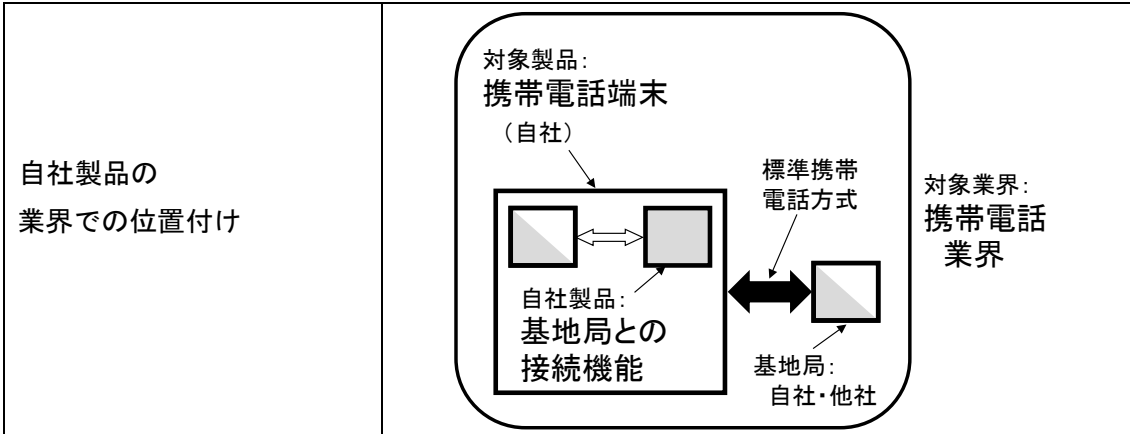 自社製品の
業界での位置付け
対象製品：
携帯電話端末
（自社）
標準携帯
電話方式
対象業界：
携帯電話
業界
自社製品：
基地局との
接続機能
基地局：
自社・他社